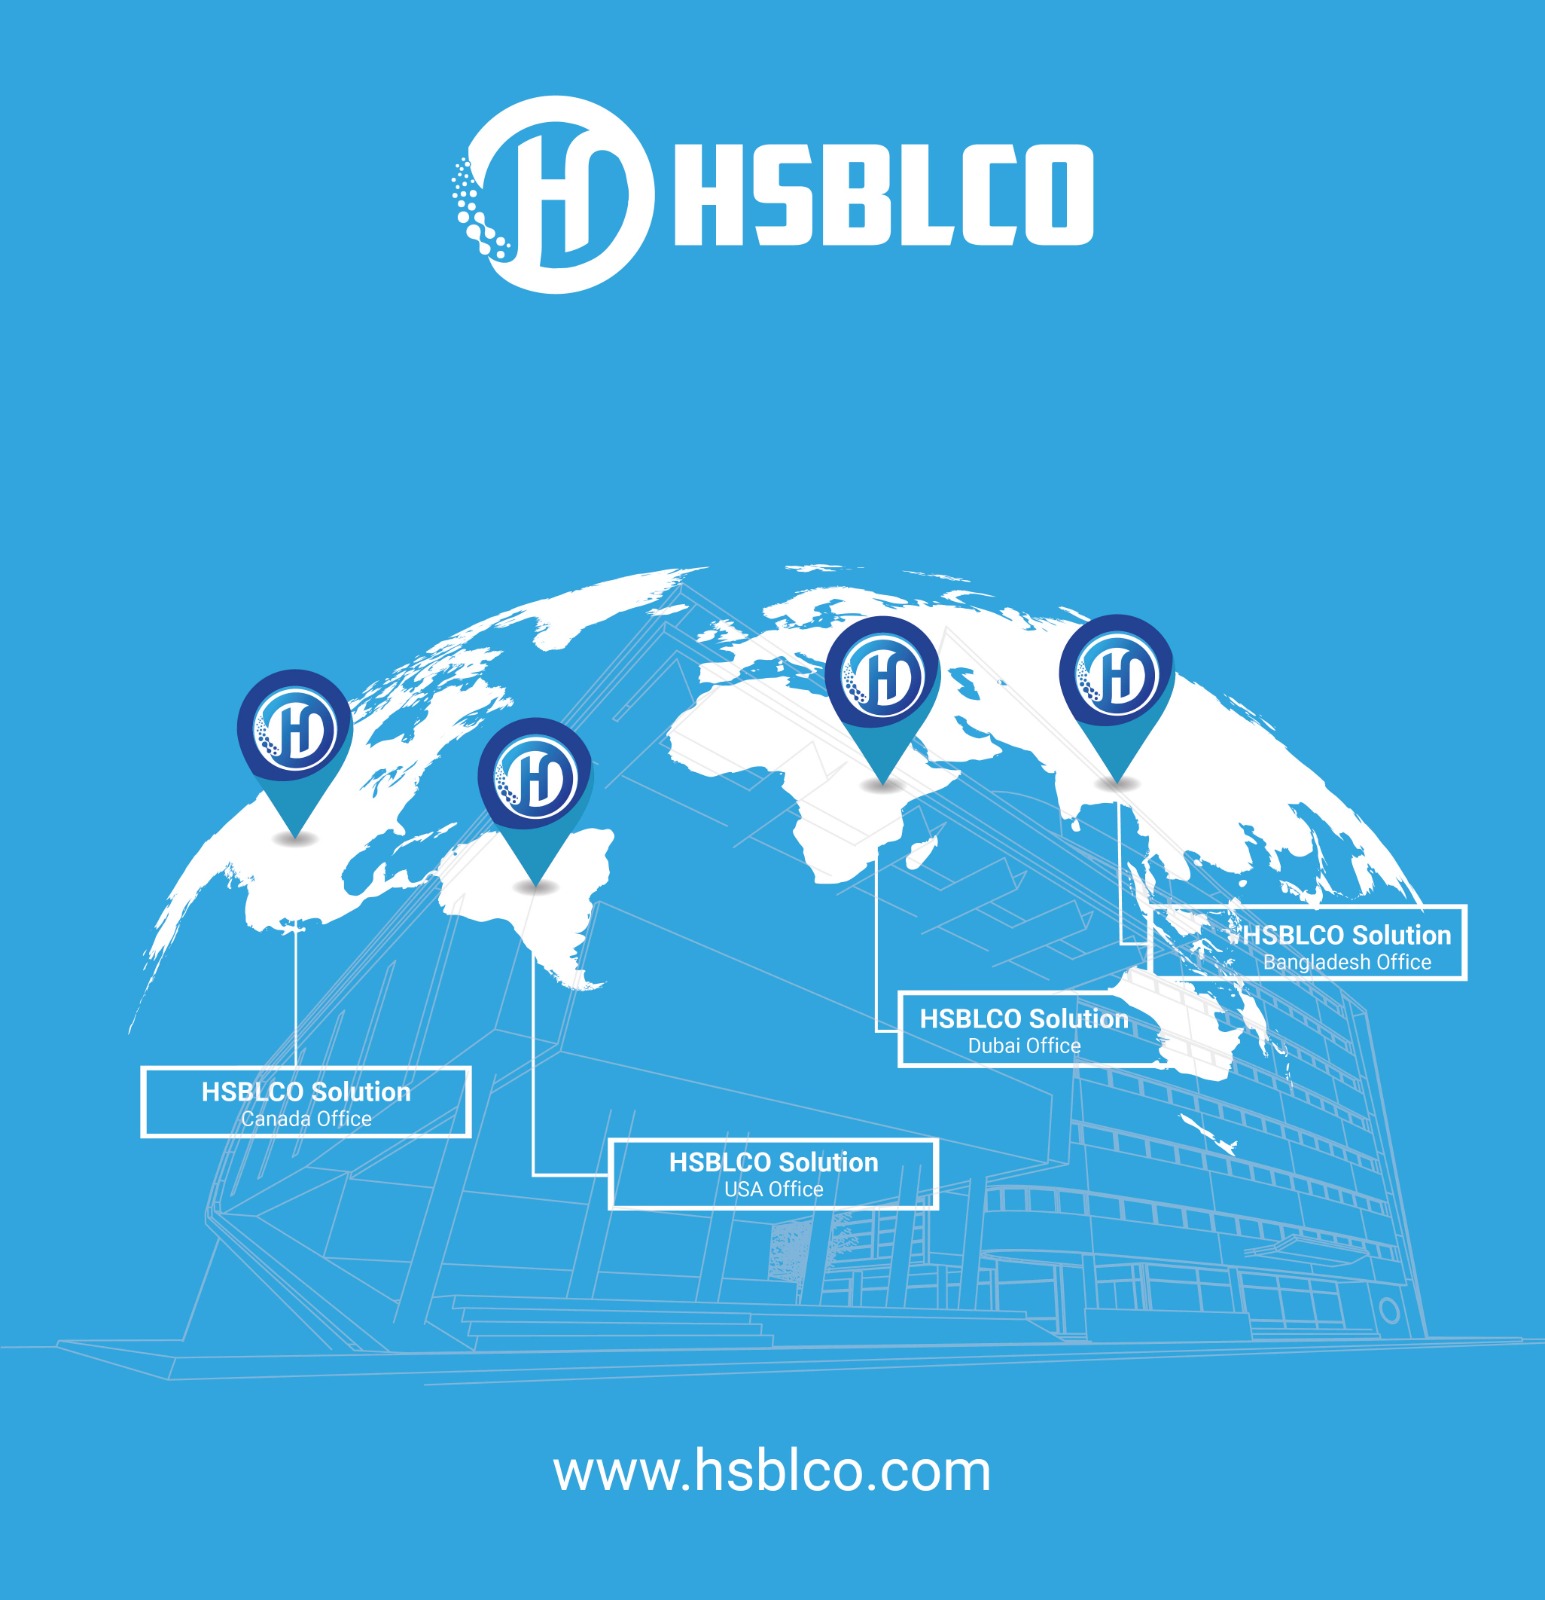 HSBLCO
HSBLCO Solution
Bangladesh Office
HSBLCO Solution
Dubai Office
HSBLCO Solution
Canada Office
HSBLCO Solution
USA Office
www.hsblco.com